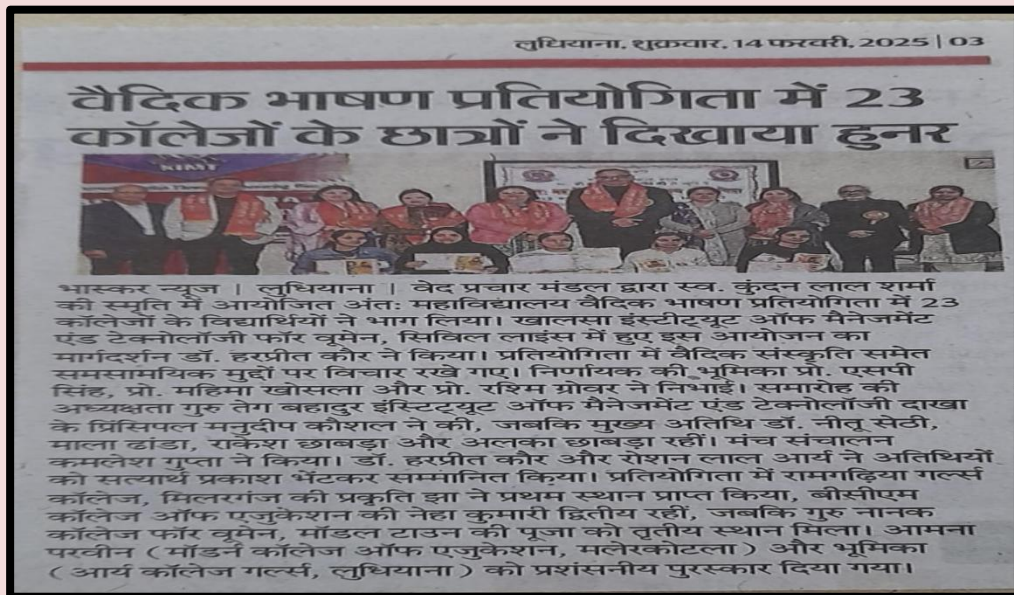 लुधियाना, शुक्रवार, 14 फरवरी, 2025 | 03
वैदिक भाषण प्रतियोगिता में 23
कॉलेजों के छात्रों ने दिखाया हुनर
KIMT
भास्कर न्यूज | लुधियाना | वेद प्रचार मंडल द्वारा स्व. कुंदन लाल शर्मा
की स्मृति में आयोजित अंत: महाविद्यालय वैदिक भाषण प्रतियोगिता में 23
कॉलेजों के विद्यार्थियों ने भाग लिया। खालसा इंस्टीट्यूट ऑफ मैनेजमेंट
एंड टेक्नोलॉजी फॉर वूमेन, सिविल लाइंस में हुए इस आयोजन का
मार्गदर्शन डॉ. हरप्रीत कौर ने किया। प्रतियोगिता में वैदिक संस्कृति समेत
समसामयिक मुद्दों पर विचार रखे गए। निर्णायक की भूमिका प्रो. एसपी
सिंह, प्रो. महिमा खोसला और प्रो. रश्मि ग्रोवर ने निभाई। समारोह की
अध्यक्षता गुरु तेग बहादुर इंस्टिट्यूट ऑफ मैनेजमेंट एंड टेक्नोलॉजी दाखा
के प्रिंसिपल मनुदीप कौशल ने की, जबकि मुख्य अतिथि डॉ. नीतू सेठी,
माला ढांडा, राकेश छाबड़ा और अलका छाबड़ा रहीं। मंच संचालन
कमलेश गुप्ता ने किया। डॉ. हरप्रीत कौर और रोशन लाल आर्य ने अतिथियों
को सत्यार्थ प्रकाश भेंटकर सम्मानित किया। प्रतियोगिता में रामगढ़िया गर्ल्स
कॉलेज, मिलरगंज की प्रकृति झा ने प्रथम स्थान प्राप्त किया, बीसीएम
कॉलेज ऑफ एजुकेशन की नेहा कुमारी द्वितीय रहीं, जबकि गुरु नानक
कॉलेज फॉर वूमेन, मॉडल टाउन की पूजा को तृतीय स्थान मिला। आमना
परवीन (मॉडर्न कॉलेज ऑफ एजुकेशन, मलेरकोटला) और भूमिका
(आर्य कॉलेज गर्ल्स, लुधियाना) को प्रशंसनीय पुरस्कार दिया गया।